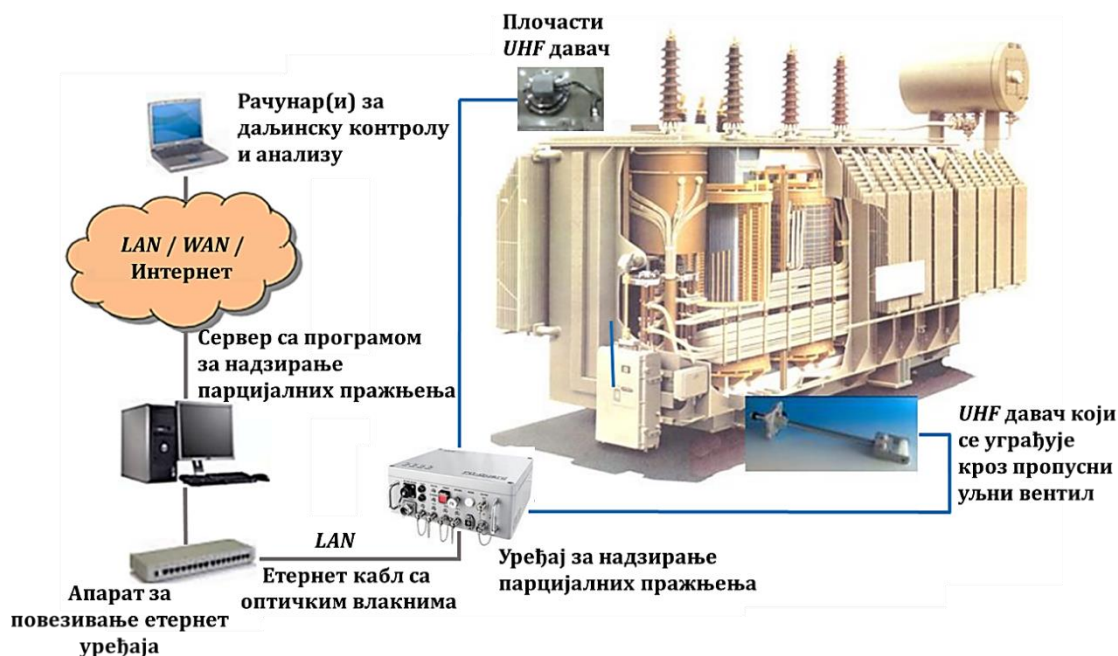 Плочасти
UHF давач
Рачунар(и) за
даљинску контролу
и анализу
LAN / WAN /
Интернет
Сервер са програмом
за надзирање
парцијалних пражњења
UHF давач који
се уграђује
кроз пропусни
уљни вентил
LAN
Етернет кабл са
оптичким влакнима
Уређај за надзирање
парцијалних пражњења
Апарат за
повезивање етернет
уређаја